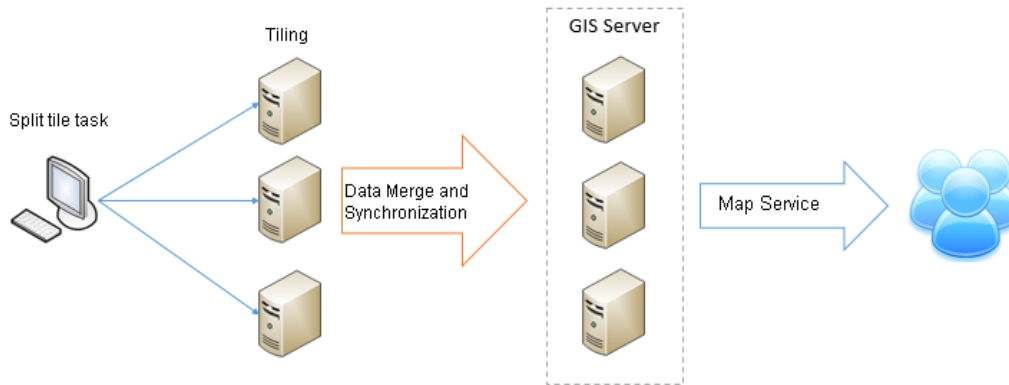 Split tile task
Tiling
Data Merge and
Synchronization
GIS Server
Map Service